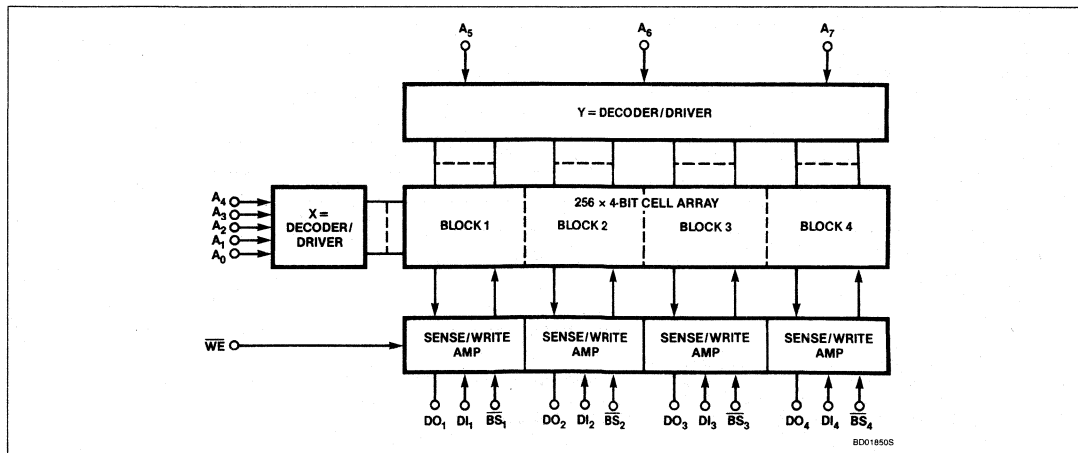 A5 A6 A7
Y = DECODER/DRIVER
256 × 4-BIT CELL ARRAY
A4
A3
A2
A1
A0
X =
DECODER/
DRIVER
BLOCK 1 BLOCK 2 BLOCK 3 BLOCK 4
WE
SENSE/WRITE
AMP
SENSE/WRITE
AMP
SENSE/WRITE
AMP
SENSE/WRITE
AMP
DO1 DI1 BS1 DO2 DI2 BS2 DO3 DI3 BS3 DO4 DI4 BS4
BD01850S